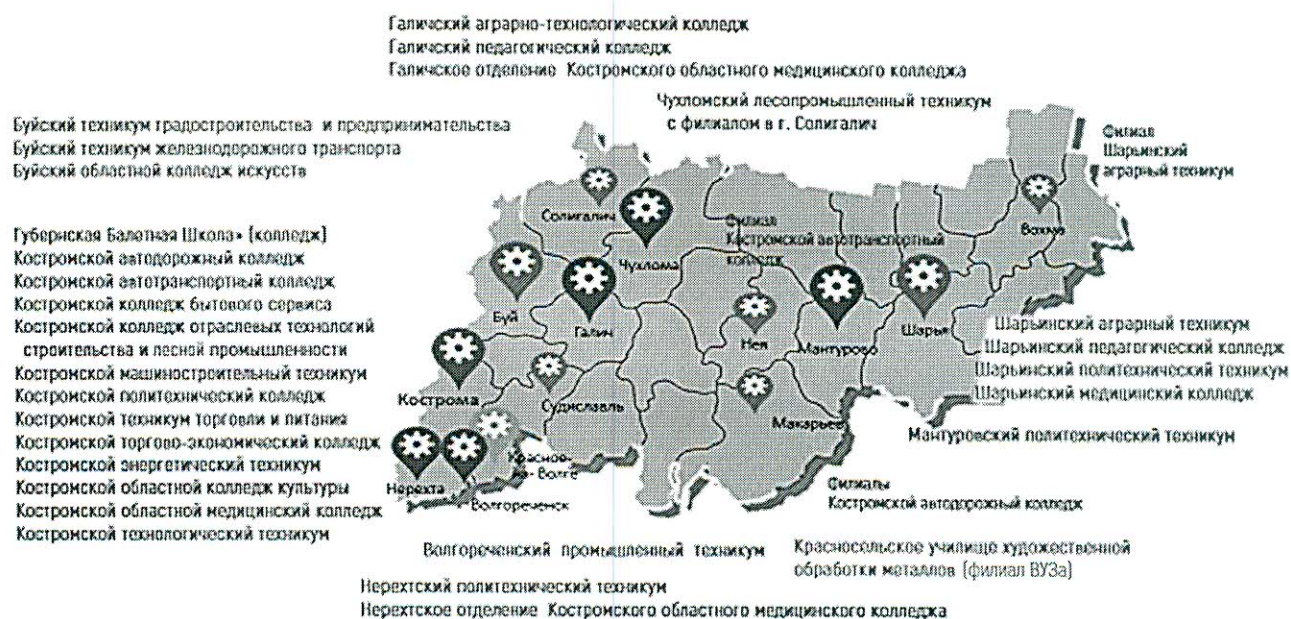 Галичский аграрно-технологический колледж
Галичский педагогический колледж
Галичское отделение Костромского областного медицинского колледжа
Чухломский лесопромышленный техникум
с филиалом в г. Солигалич
Буйский техникум градостроительства и предпринимательства
Буйский техникум железнодорожного транспорта
Буйский областной колледж искусств
Филиал
Шарьинский
аграрный техникум
Губернская Балетная Школа» (колледж)
Костромской автодорожный колледж
Костромской автотранспортный колледж
Костромской колледж бытового сервиса
Костромской колледж отраслевых технологий
строительства и лесной промышленности
Костромской машиностроительный техникум
Костромской политехнический колледж
Костромской техникум торговли и питания
Костромской торгово-экономический колледж
Костромской энергетический техникум
Костромской областной колледж культуры
Костромской областной медицинский колледж
Костромской технологический техникум
Солигалич
Чухлома
Филиал
Костромской автотранспортный
колледж
Вохма
Буй
Галич
Нея
Мантурово
Шарья
Кострома
Судиславль
Макарьев
Нерехта
Красное-
на-Волге
Волгореченск
Шарьинский аграрный техникум
Шарьинский педагогический колледж
Шарьинский политехнический техникум
Шарьинский медицинский колледж
Мантуровский политехнический техникум
Филиалы
Костромской автодорожный колледж
Волгореченский промышленный техникум
Красносельское училище художественной
обработки металлов (филиал ВУЗа)
Нерехтский политехнический техникум
Нерехтское отделение Костромского областного медицинского колледжа